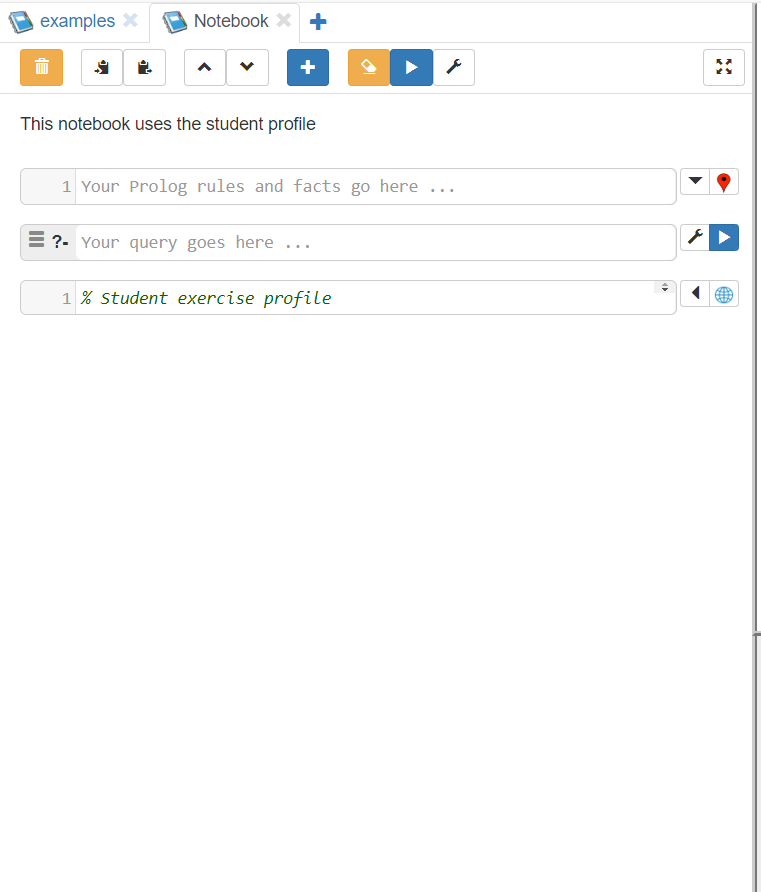 examples Notebook
This notebook uses the student profile
1 Your Prolog rules and facts go here ...
?- Your query goes here ...
1 % Student exercise profile